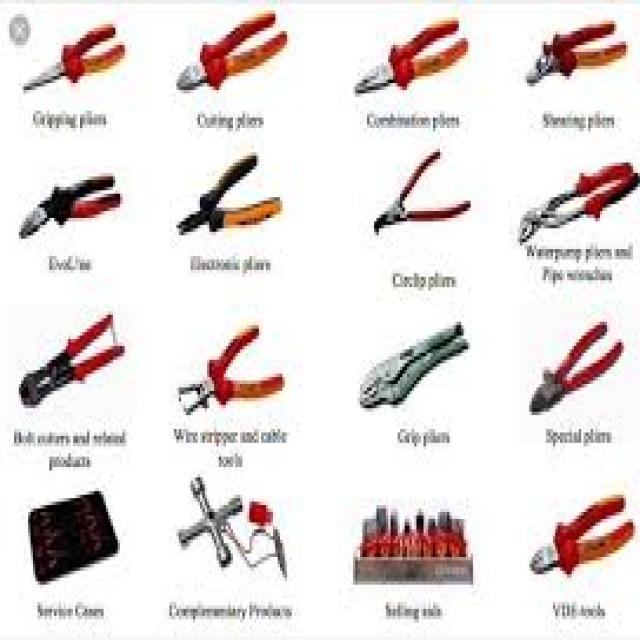 Gripping pliers
Cutting pliers
Combination pliers
Shearing pliers
Electronic pliers
Circlip pliers
Waterpump pliers and
Pipe wrenches
Bolt cutters and related
products
Wire stripper and cable
tools
Grip pliers
Special pliers
Service Cases
Complementary Products
Selling aids
VDE-tools